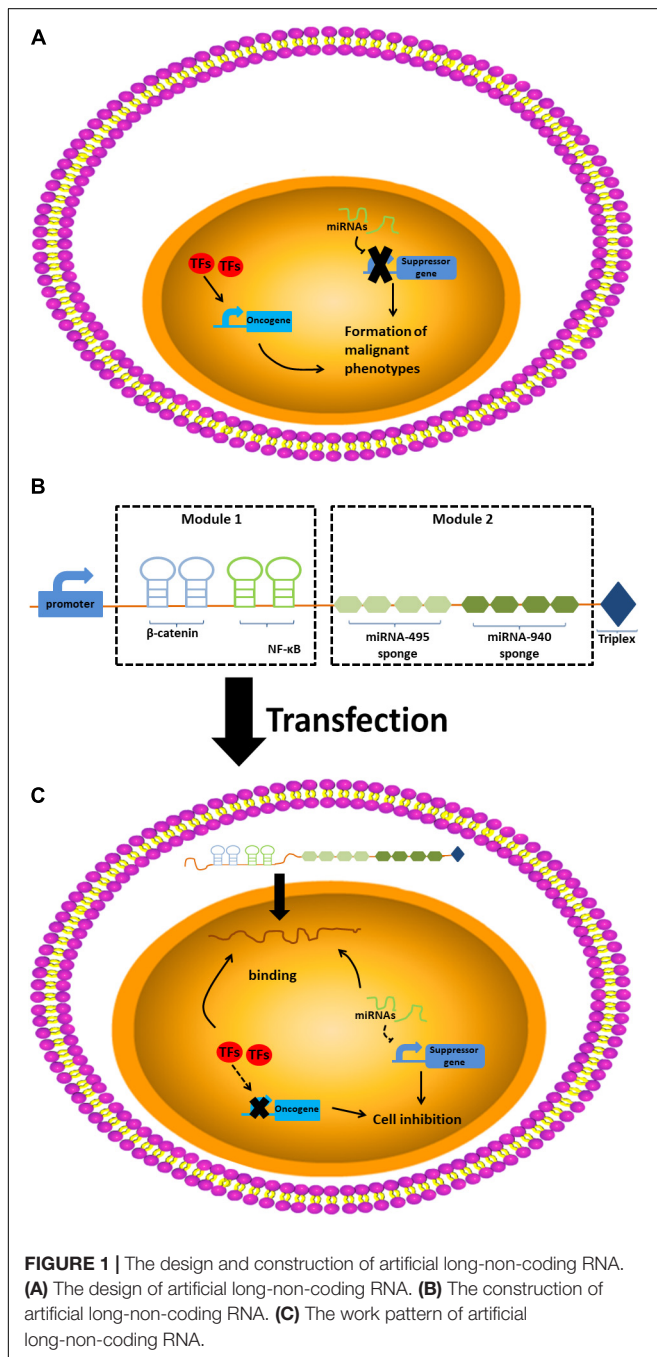 A
miRNAs
TFs TFs
Suppressor
gene
Oncogene
Formation of
malignant
phenotypes
B
Module 1
Module 2
promoter
β-catenin
NF-κB
miRNA-495
sponge
miRNA-940
sponge
Triplex
Transfection
C
binding
miRNAs
TFs TFs
Suppressor
gene
Oncogene
Cell inhibition
FIGURE 1 | The design and construction of artificial long-non-coding RNA.
(A) The design of artificial long-non-coding RNA. (B) The construction of
artificial long-non-coding RNA. (C) The work pattern of artificial
long-non-coding RNA.